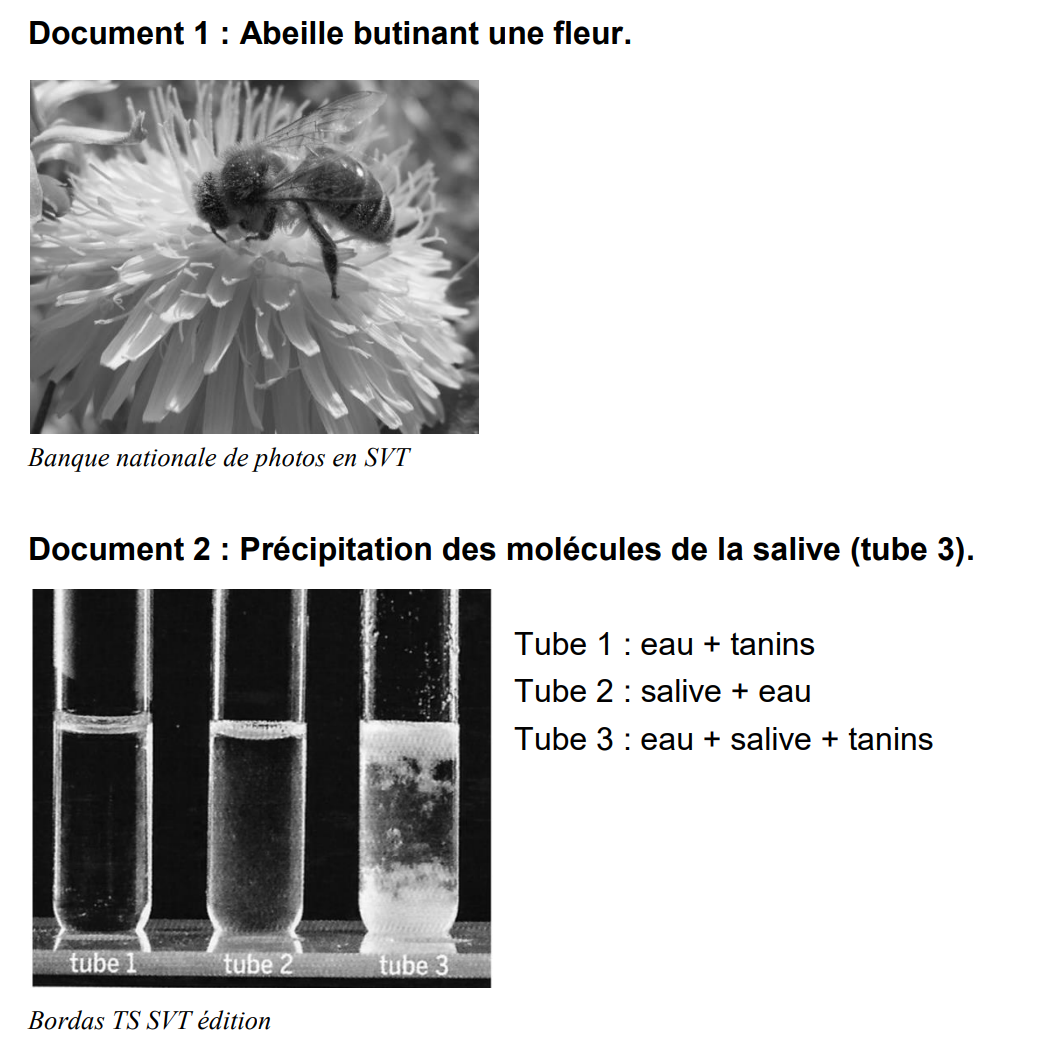 Document 1 : Abeille butinant une fleur.
Banque nationale de photos en SVT
Document 2 : Précipitation des molécules de la salive (tube 3).
Tube 1 : eau + tanins
Tube 2 : salive + eau
Tube 3 : eau + salive + tanins
tube 1 tube 2 tube 3
Bordas TS SVT édition